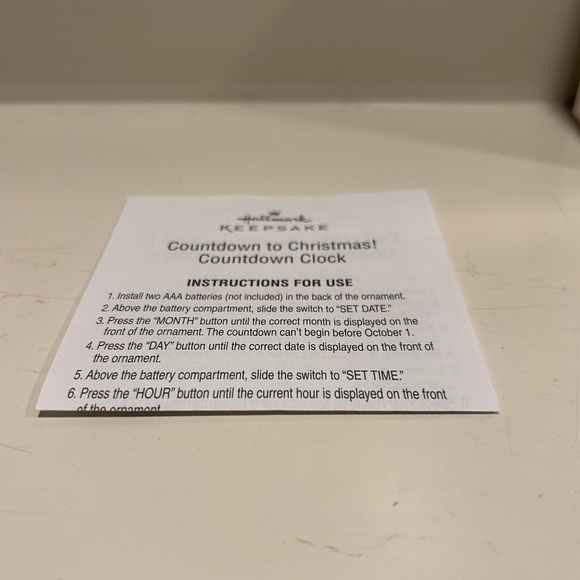 Hallmark
KEEPSAKE
Countdown to Christmas!
Countdown Clock
INSTRUCTIONS FOR USE
1. Install two AAA batteries (not included) in the back of the ornament.
2. Above the battery compartment, slide the switch to “SET DATE.”
3. Press the “MONTH” button until the correct month is displayed on the
front of the ornament. The countdown can’t begin before October 1.
4. Press the “DAY” button until the correct date is displayed on the front of
the ornament.
5. Above the battery compartment, slide the switch to “SET TIME.”
6. Press the “HOUR” button until the current hour is displayed on the front
of the ornament